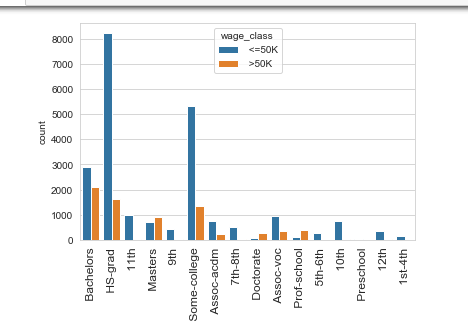 wage_class
<=50K
>50K
8000
7000
6000
5000
4000
3000
2000
1000
0
count
Bachelors
HS-grad
11th
Masters
9th
Some-college
Assoc-acdm
7th-8th
Doctorate
Assoc-voc
Prof-school
5th-6th
10th
Preschool
12th
1st-4th